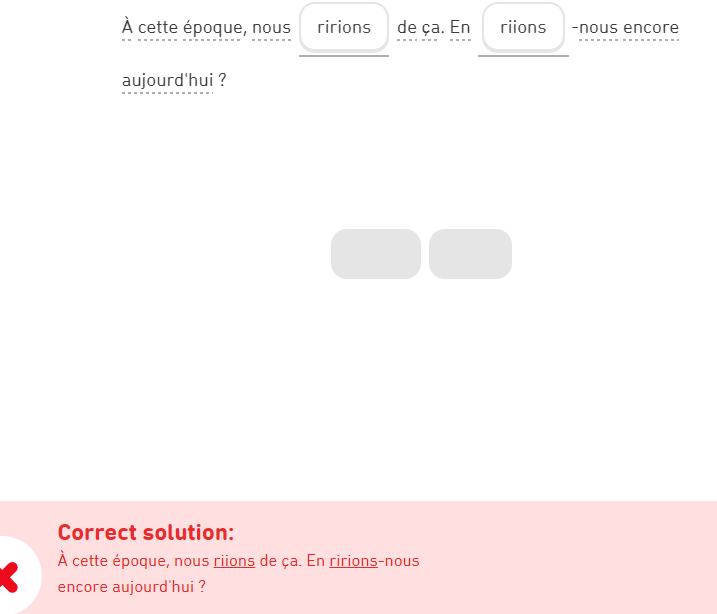 À cette époque, nous ririons de ça. En riions -nous encore
aujourd'hui ?
Correct solution:
À cette époque, nous riions de ça. En ririons-nous
encore aujourd'hui ?